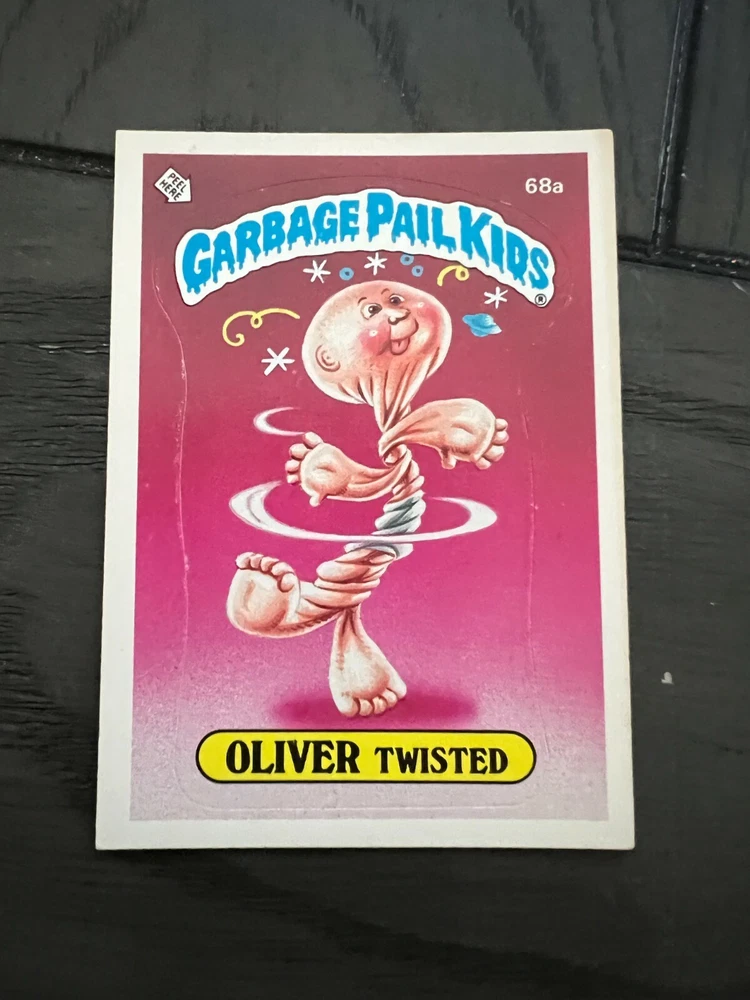 PEEL
HERE
68a
GARBAGE PAIL KIDS
®
OLIVER TWISTED